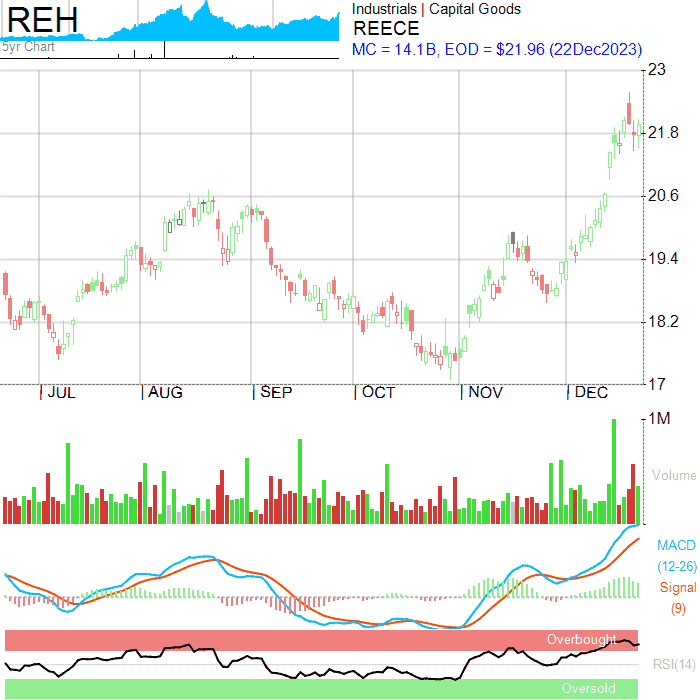 REH
5yr Chart
Industrials | Capital Goods
REECE
MC = 14.1B, EOD = $21.96 (22Dec2023)
23
21.8
20.6
19.4
18.2
17
JUL
AUG
SEP
OCT
NOV
DEC
1M
Volume
MACD
(12-26)
Signal
(9)
Overbought
RSI(14)
Oversold